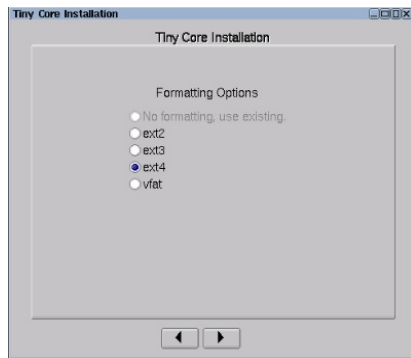 Tiny Core Installation
Tiny Core Installation
Formatting Options
No formatting, use existing.
ext2
ext3
ext4
vfat